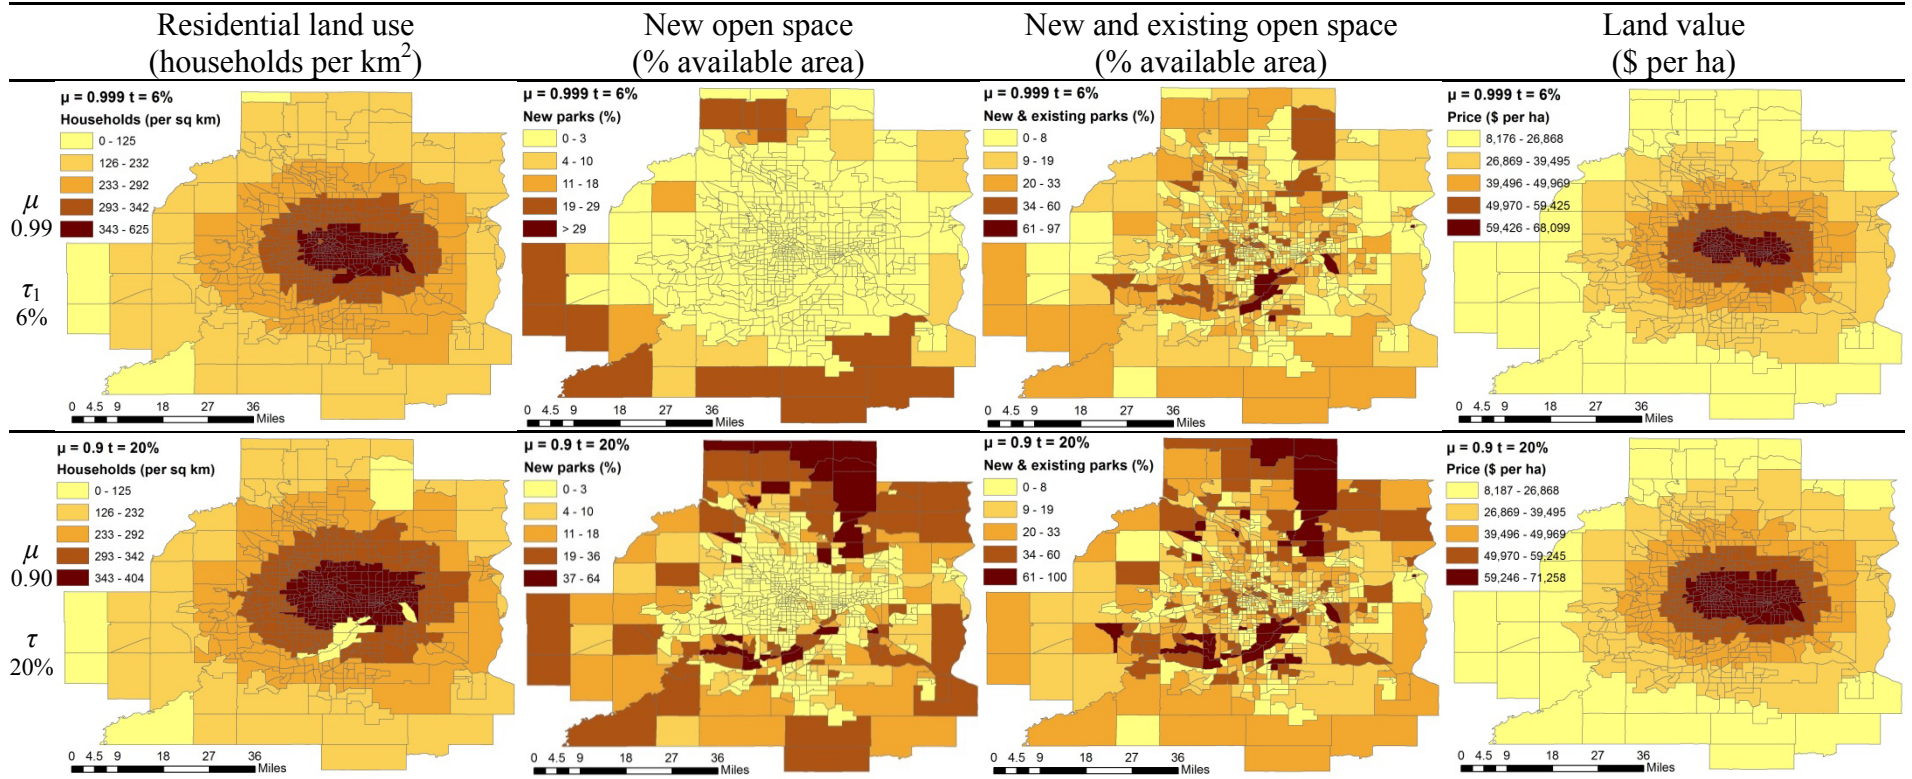 Residential land use
(households per km²)
New open space
(% available area)
New and existing open space
(% available area)
Land value
($ per ha)
μ
0.99
τ₁
6%
μ = 0.999 t = 6%
Households (per sq km)
0 - 125
126 - 232
233 - 292
293 - 342
343 - 625
0 4.5 9 18 27 36
Miles
μ = 0.999 t = 6%
New parks (%)
0 - 3
4 - 10
11 - 18
19 - 29
> 29
0 4.5 9 18 27 36
Miles
μ = 0.999 t = 6%
New & existing parks (%)
0 - 8
9 - 19
20 - 33
34 - 60
61 - 97
0 4.5 9 18 27 36
Miles
μ = 0.999 t = 6%
Price ($ per ha)
8,176 - 26,868
26,869 - 39,495
39,496 - 49,969
49,970 - 59,425
59,426 - 68,099
0 4.5 9 18 27 36
Miles
μ
0.90
τ
20%
μ = 0.9 t = 20%
Households (per sq km)
0 - 125
126 - 232
233 - 292
293 - 342
343 - 404
0 4.5 9 18 27 36
Miles
μ = 0.9 t = 20%
New parks (%)
0 - 3
4 - 10
11 - 18
19 - 36
37 - 64
0 4.5 9 18 27 36
Miles
μ = 0.9 t = 20%
New & existing parks (%)
0 - 8
9 - 19
20 - 33
34 - 60
61 - 100
0 4.5 9 18 27 36
Miles
μ = 0.9 t = 20%
Price ($ per ha)
8,187 - 26,868
26,869 - 39,495
39,496 - 49,969
49,970 - 59,245
59,246 - 71,258
0 4.5 9 18 27 36
Miles